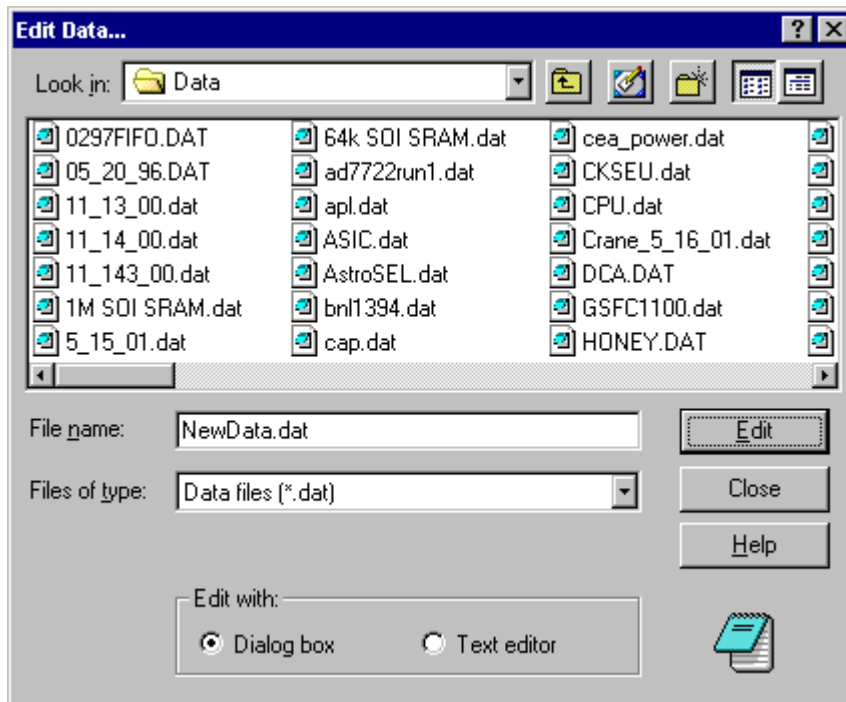 Edit Data...
Look in: Data
0297FIFO.DAT 64k SOI SRAM.dat cea_power.dat
05_20_96.DAT ad7722run1.dat CKSEU.dat
11_13_00.dat apl.dat CPU.dat
11_14_00.dat ASIC.dat Crane_5_16_01.dat
11_143_00.dat AstroSEL.dat DCA.DAT
1M SOI SRAM.dat bnl1394.dat GSFC1100.dat
5_15_01.dat cap.dat HONEY.DAT
File name: NewData.dat Edit
Files of type: Data files (*.dat) Close
Help
Edit with:
Dialog box Text editor